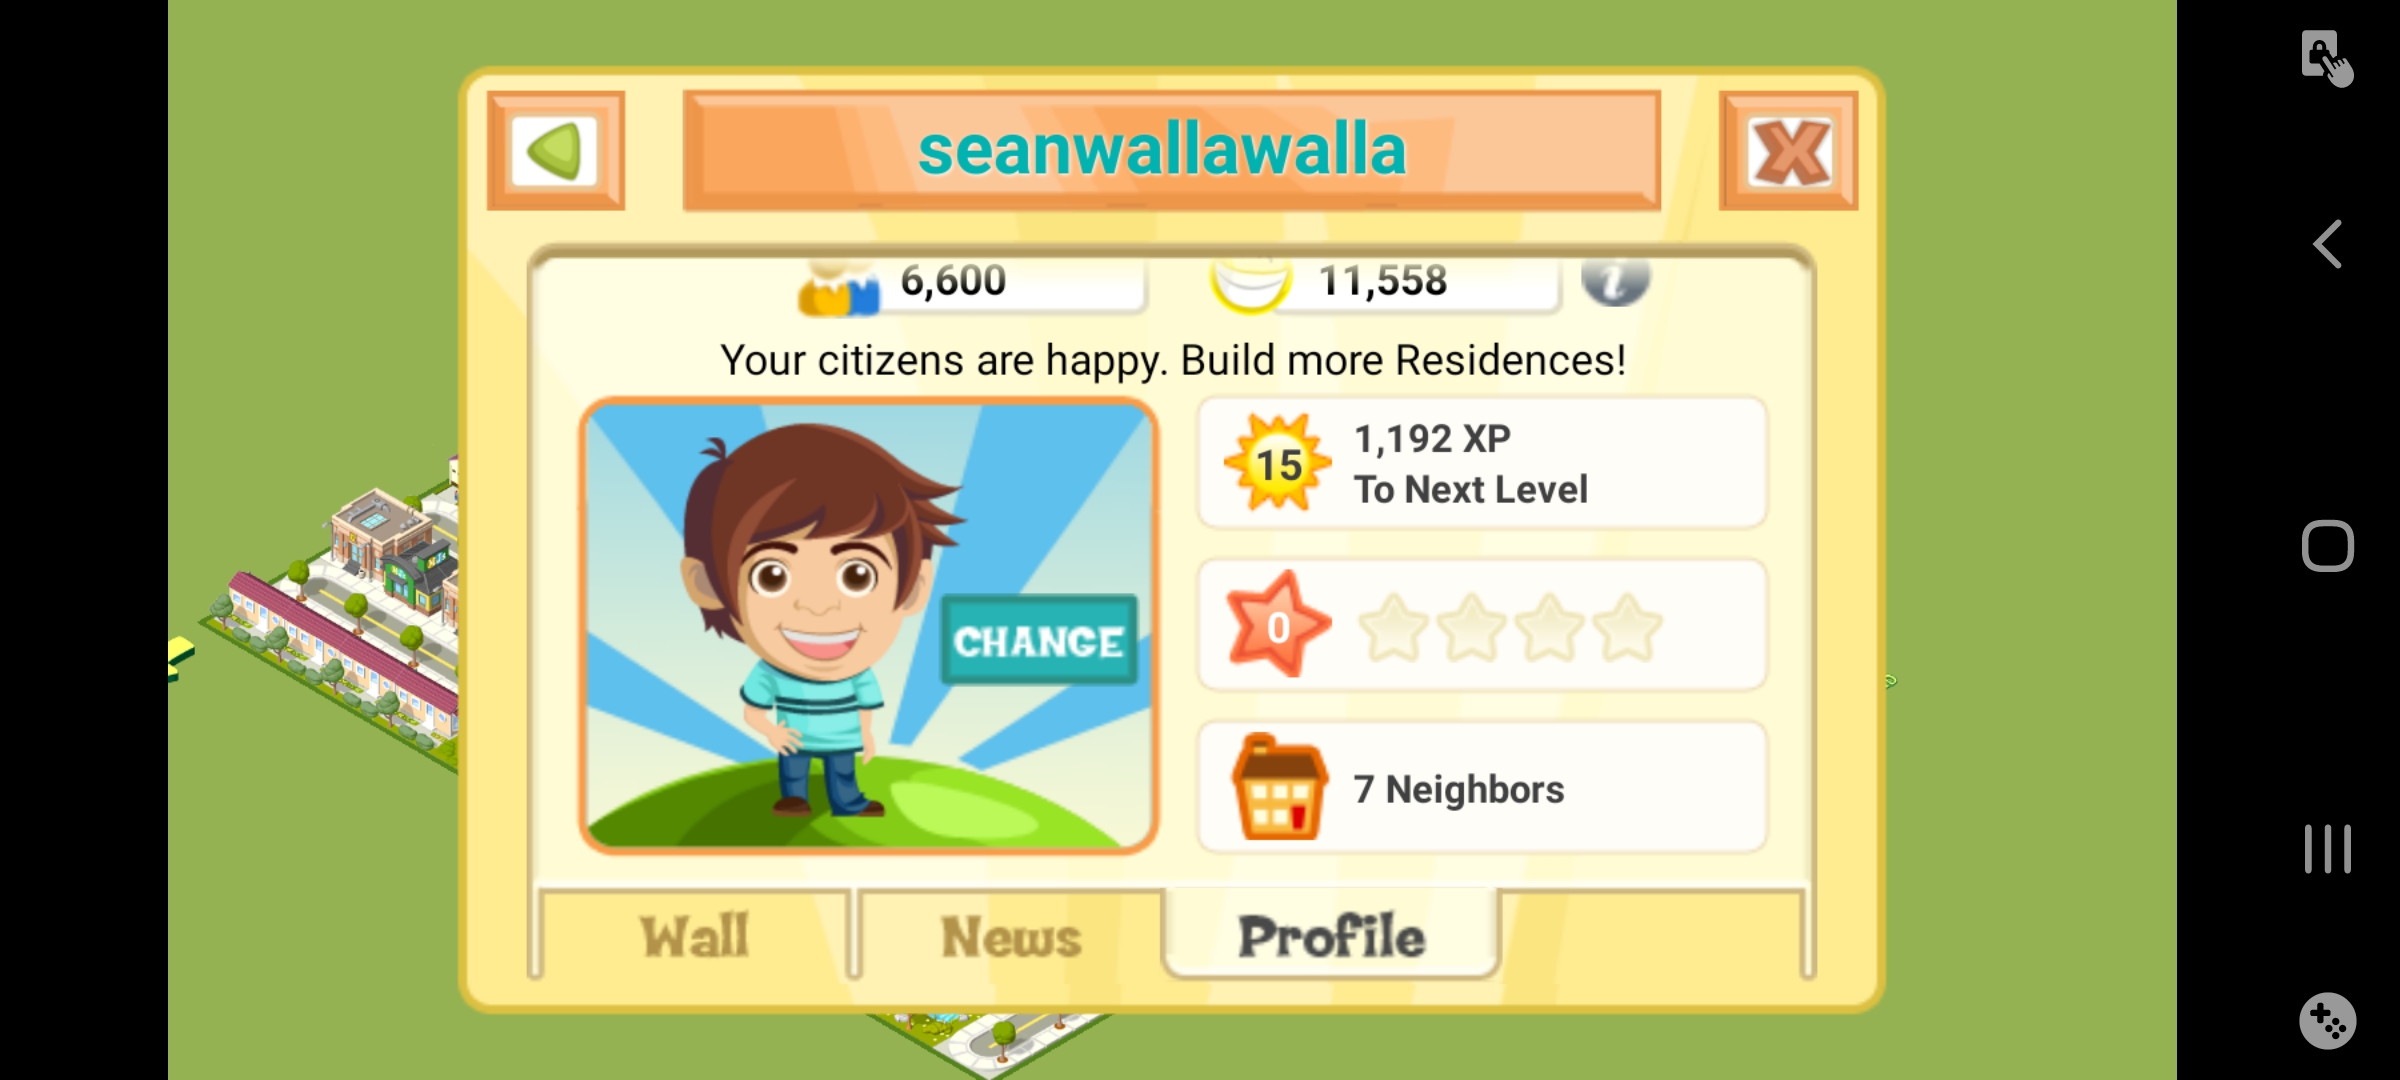 seanwallawalla
6,600
11,558
i
Your citizens are happy. Build more Residences!
15
1,192 XP
To Next Level
CHANGE
0
7 Neighbors
Wall
News
Profile